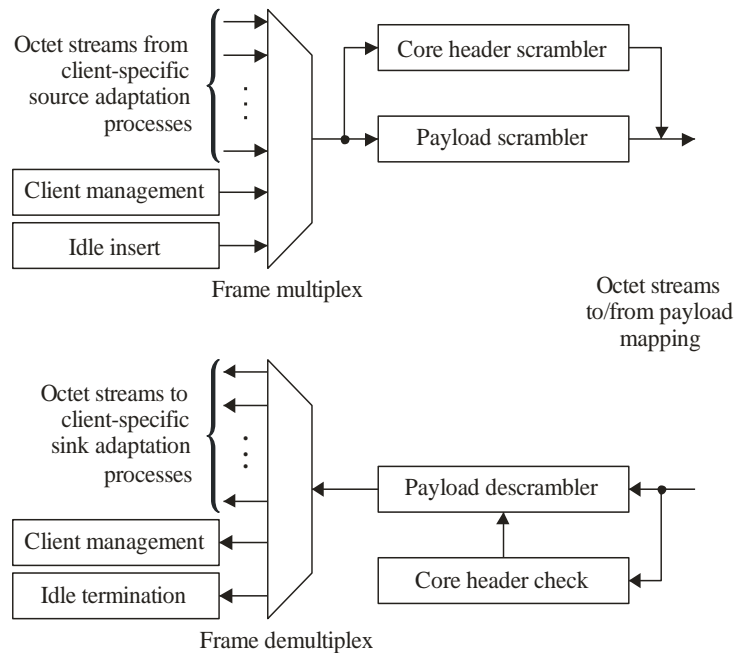 Octet streams from
client-specific
source adaptation
processes
Client management
Idle insert
Frame multiplex
Core header scrambler
Payload scrambler
Octet streams
to/from payload
mapping
Octet streams to
client-specific
sink adaptation
processes
Client management
Idle termination
Frame demultiplex
Payload descrambler
Core header check